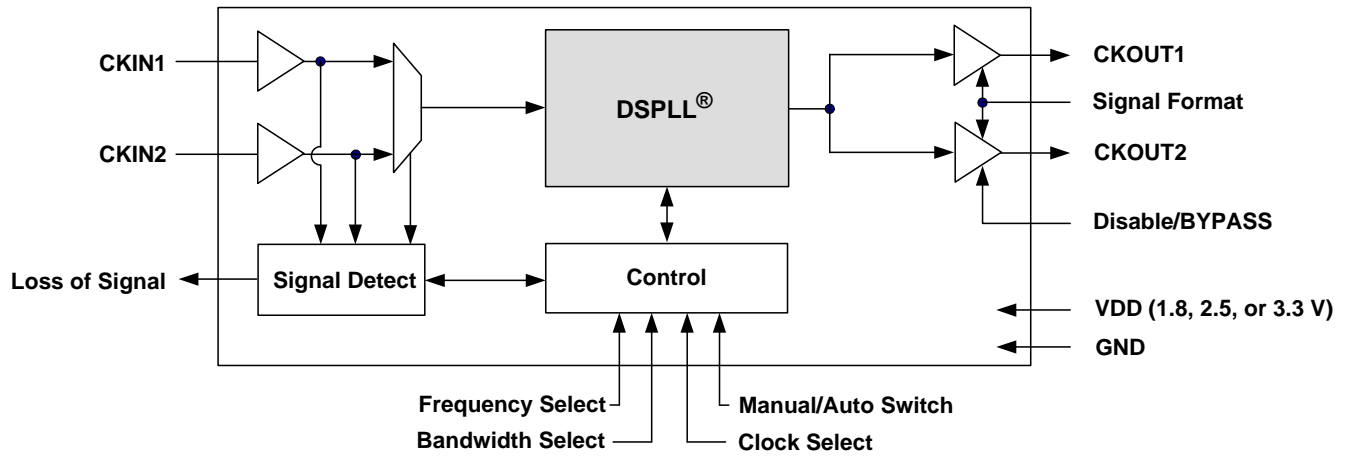 CKIN1
CKIN2
DSPLL®
CKOUT1
Signal Format
CKOUT2
Disable/BYPASS
Loss of Signal
Signal Detect
Control
VDD (1.8, 2.5, or 3.3 V)
GND
Frequency Select
Manual/Auto Switch
Bandwidth Select
Clock Select